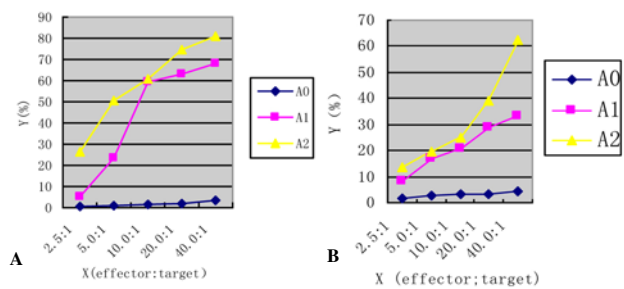 90
80
70
60
50
40
30
20
10
0
Y(%)
2.5:1
5.0:1
10.0:1
20.0:1
40.0:1
X(effector:target)
A0
A1
A2
A
70
60
50
40
30
20
10
0
Y (%)
2.5:1
5.0:1
10.0:1
20.0:1
40.0:1
X (effector;target)
A0
A1
A2
B